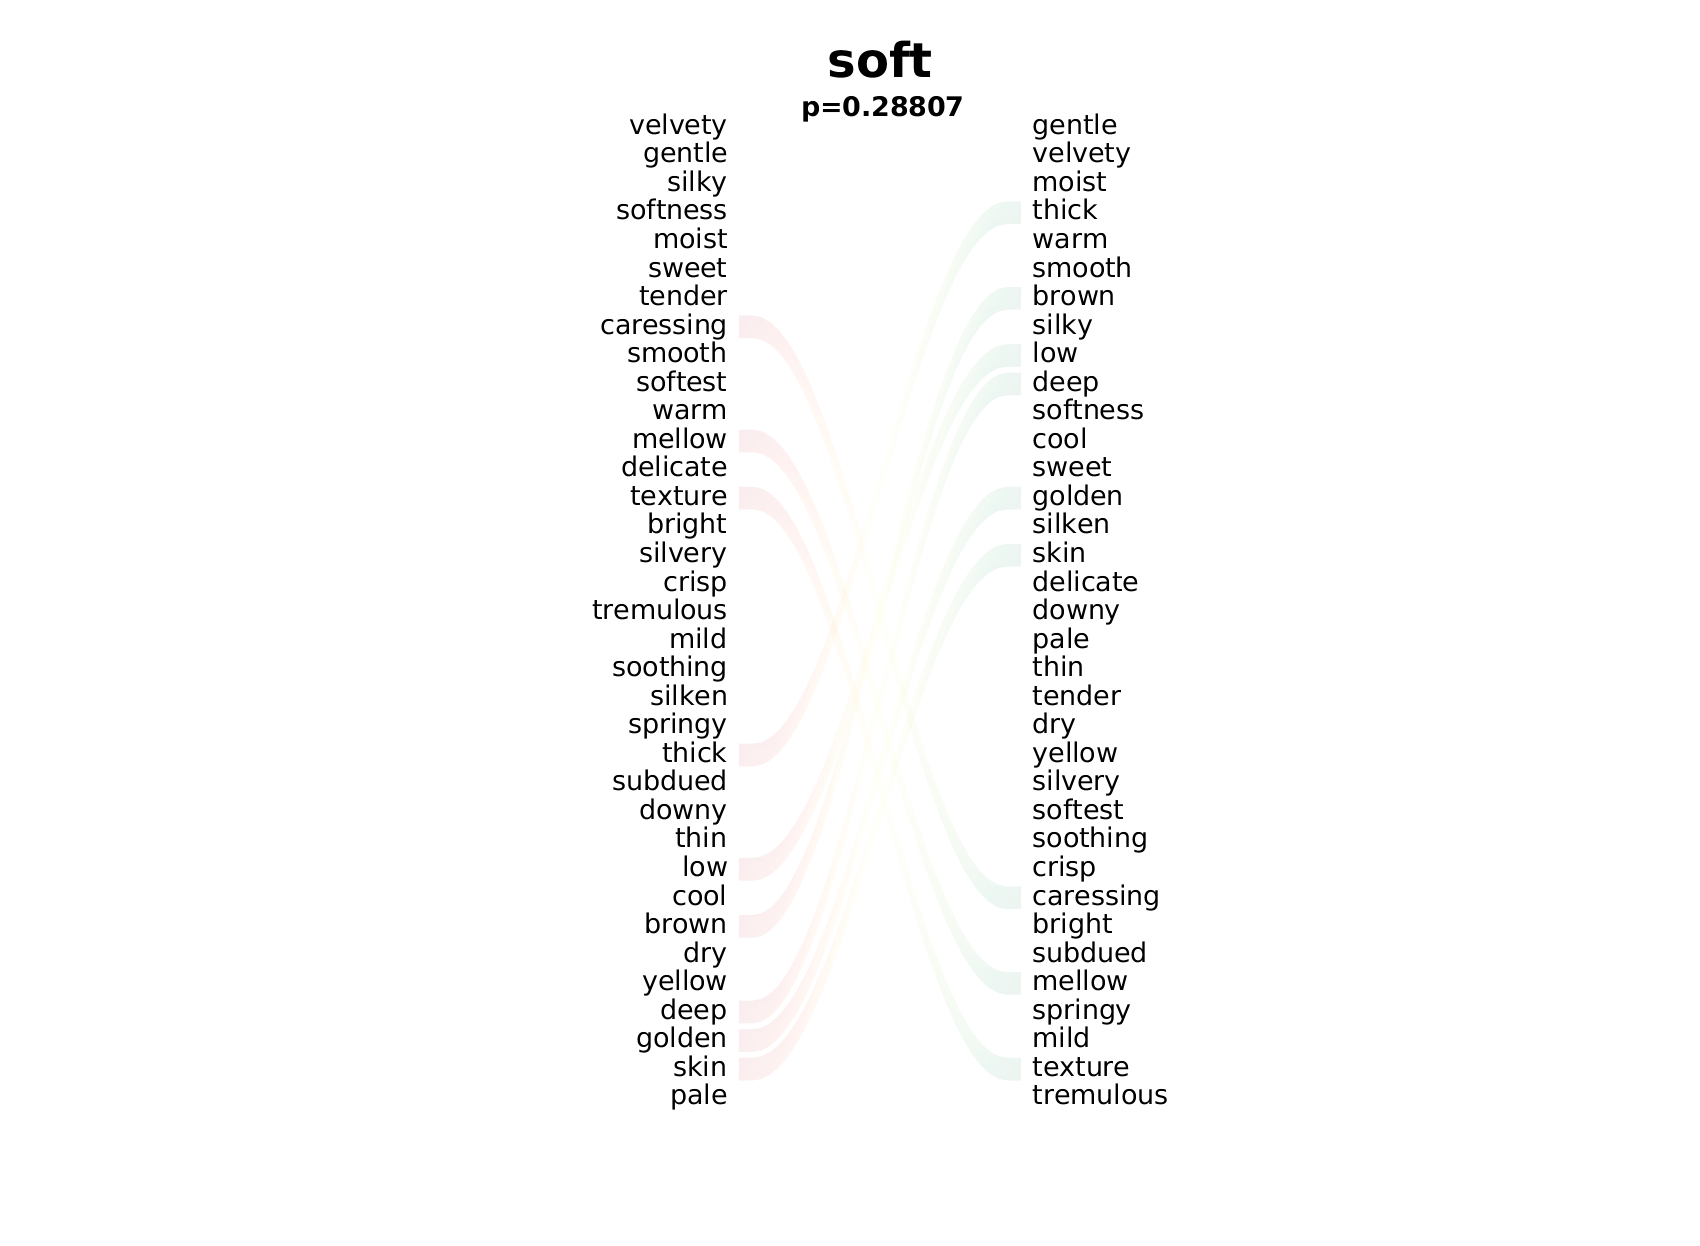 soft
p=0.28807
velvety gentle
gentle velvety
silky moist
softness thick
moist warm
sweet smooth
tender brown
caressing silky
smooth low
softest deep
warm softness
mellow cool
delicate sweet
texture golden
bright silken
silvery skin
crisp delicate
tremulous downy
mild pale
soothing thin
silken tender
springy dry
thick yellow
subdued silvery
downy softest
thin soothing
low crisp
cool caressing
brown bright
dry subdued
yellow mellow
deep springy
golden mild
skin texture
pale tremulous